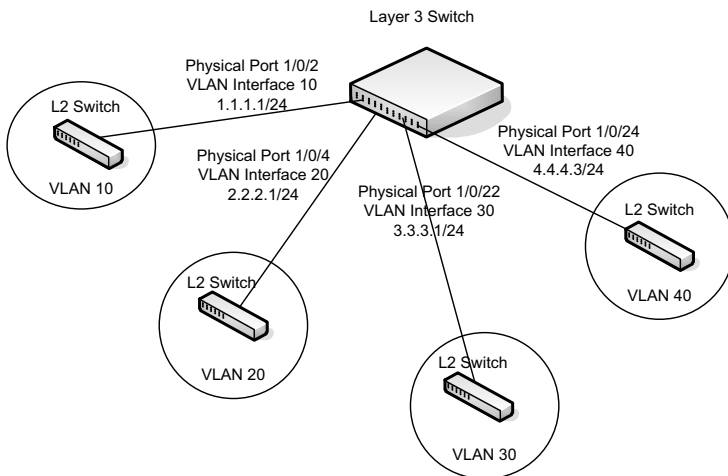 Layer 3 Switch
Physical Port 1/0/2
VLAN Interface 10
1.1.1.1/24
L2 Switch
VLAN 10
Physical Port 1/0/4
VLAN Interface 20
2.2.2.1/24
L2 Switch
VLAN 20
Physical Port 1/0/22
VLAN Interface 30
3.3.3.1/24
L2 Switch
VLAN 30
Physical Port 1/0/24
VLAN Interface 40
4.4.4.3/24
L2 Switch
VLAN 40